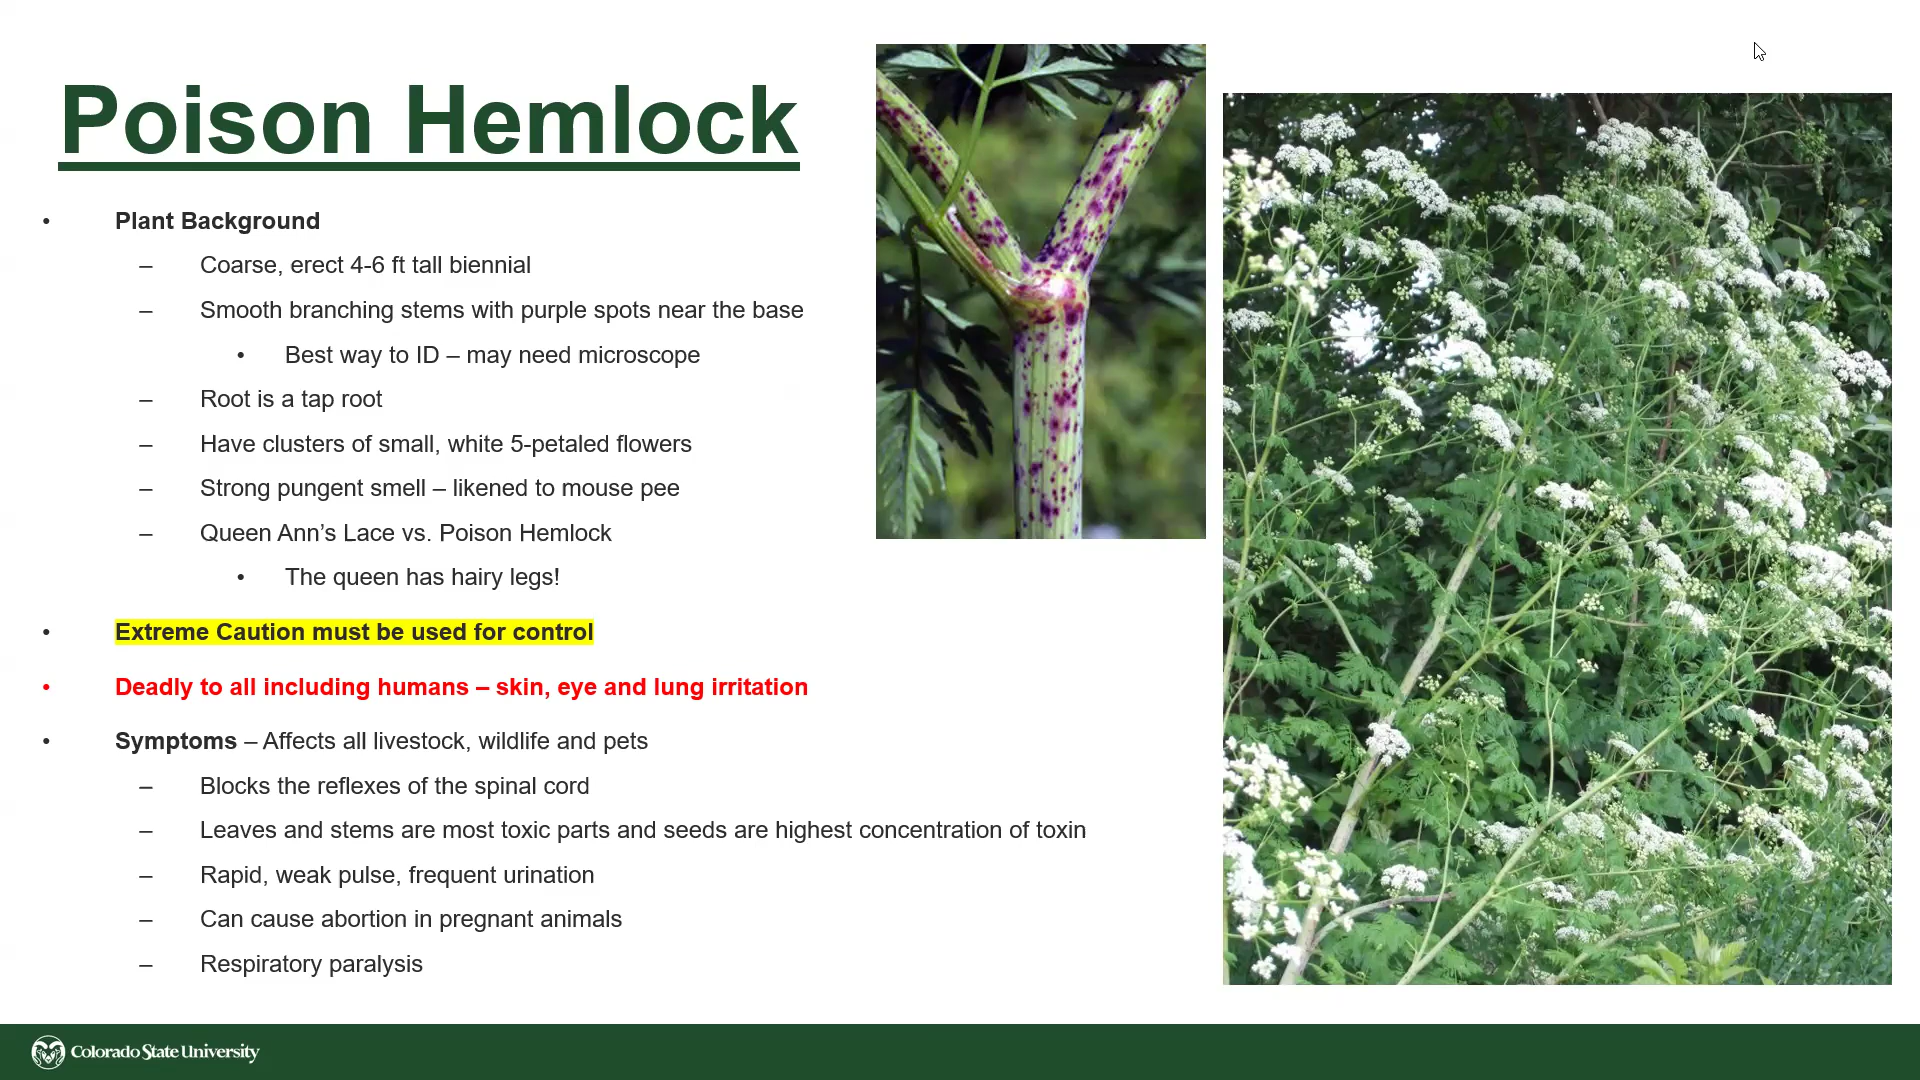 Poison Hemlock
• Plant Background
– Coarse, erect 4-6 ft tall biennial
– Smooth branching stems with purple spots near the base
• Best way to ID – may need microscope
– Root is a tap root
– Have clusters of small, white 5-petaled flowers
– Strong pungent smell – likened to mouse pee
– Queen Ann’s Lace vs. Poison Hemlock
• The queen has hairy legs!
• Extreme Caution must be used for control
• Deadly to all including humans – skin, eye and lung irritation
• Symptoms – Affects all livestock, wildlife and pets
– Blocks the reflexes of the spinal cord
– Leaves and stems are most toxic parts and seeds are highest concentration of toxin
– Rapid, weak pulse, frequent urination
– Can cause abortion in pregnant animals
– Respiratory paralysis
Colorado State University